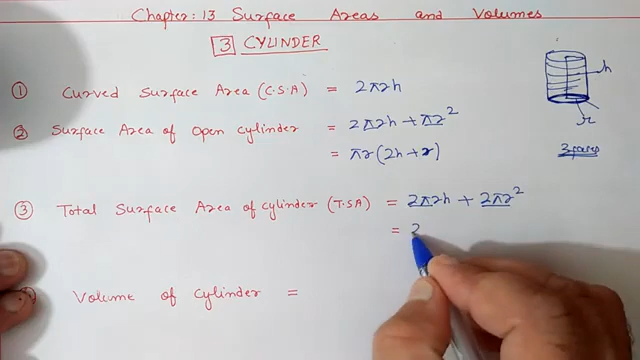 Chapter: 13 Surface Areas and Volumes
3 CYLINDER
① Curved Surface Area (C.S.A) = 2πrh
h
② Surface Area of Open Cylinder = 2πrh + πr²
r
= πr(2h + r)
3 faces
③ Total Surface Area of cylinder (T.S.A) = 2πrh + 2πr²
= 2
Volume of cylinder =